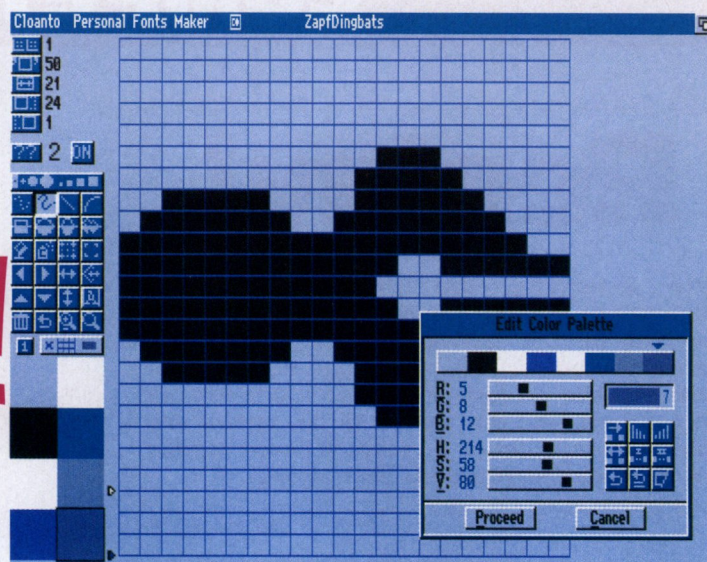 Cloanto Personal Fonts Maker ZapfDingbats
1
50
21
24
1
?? 2 ON
A
1
Edit Color Palette
7
R: 5
G: 8
B: 12
H: 214
S: 58
V: 80
Proceed Cancel